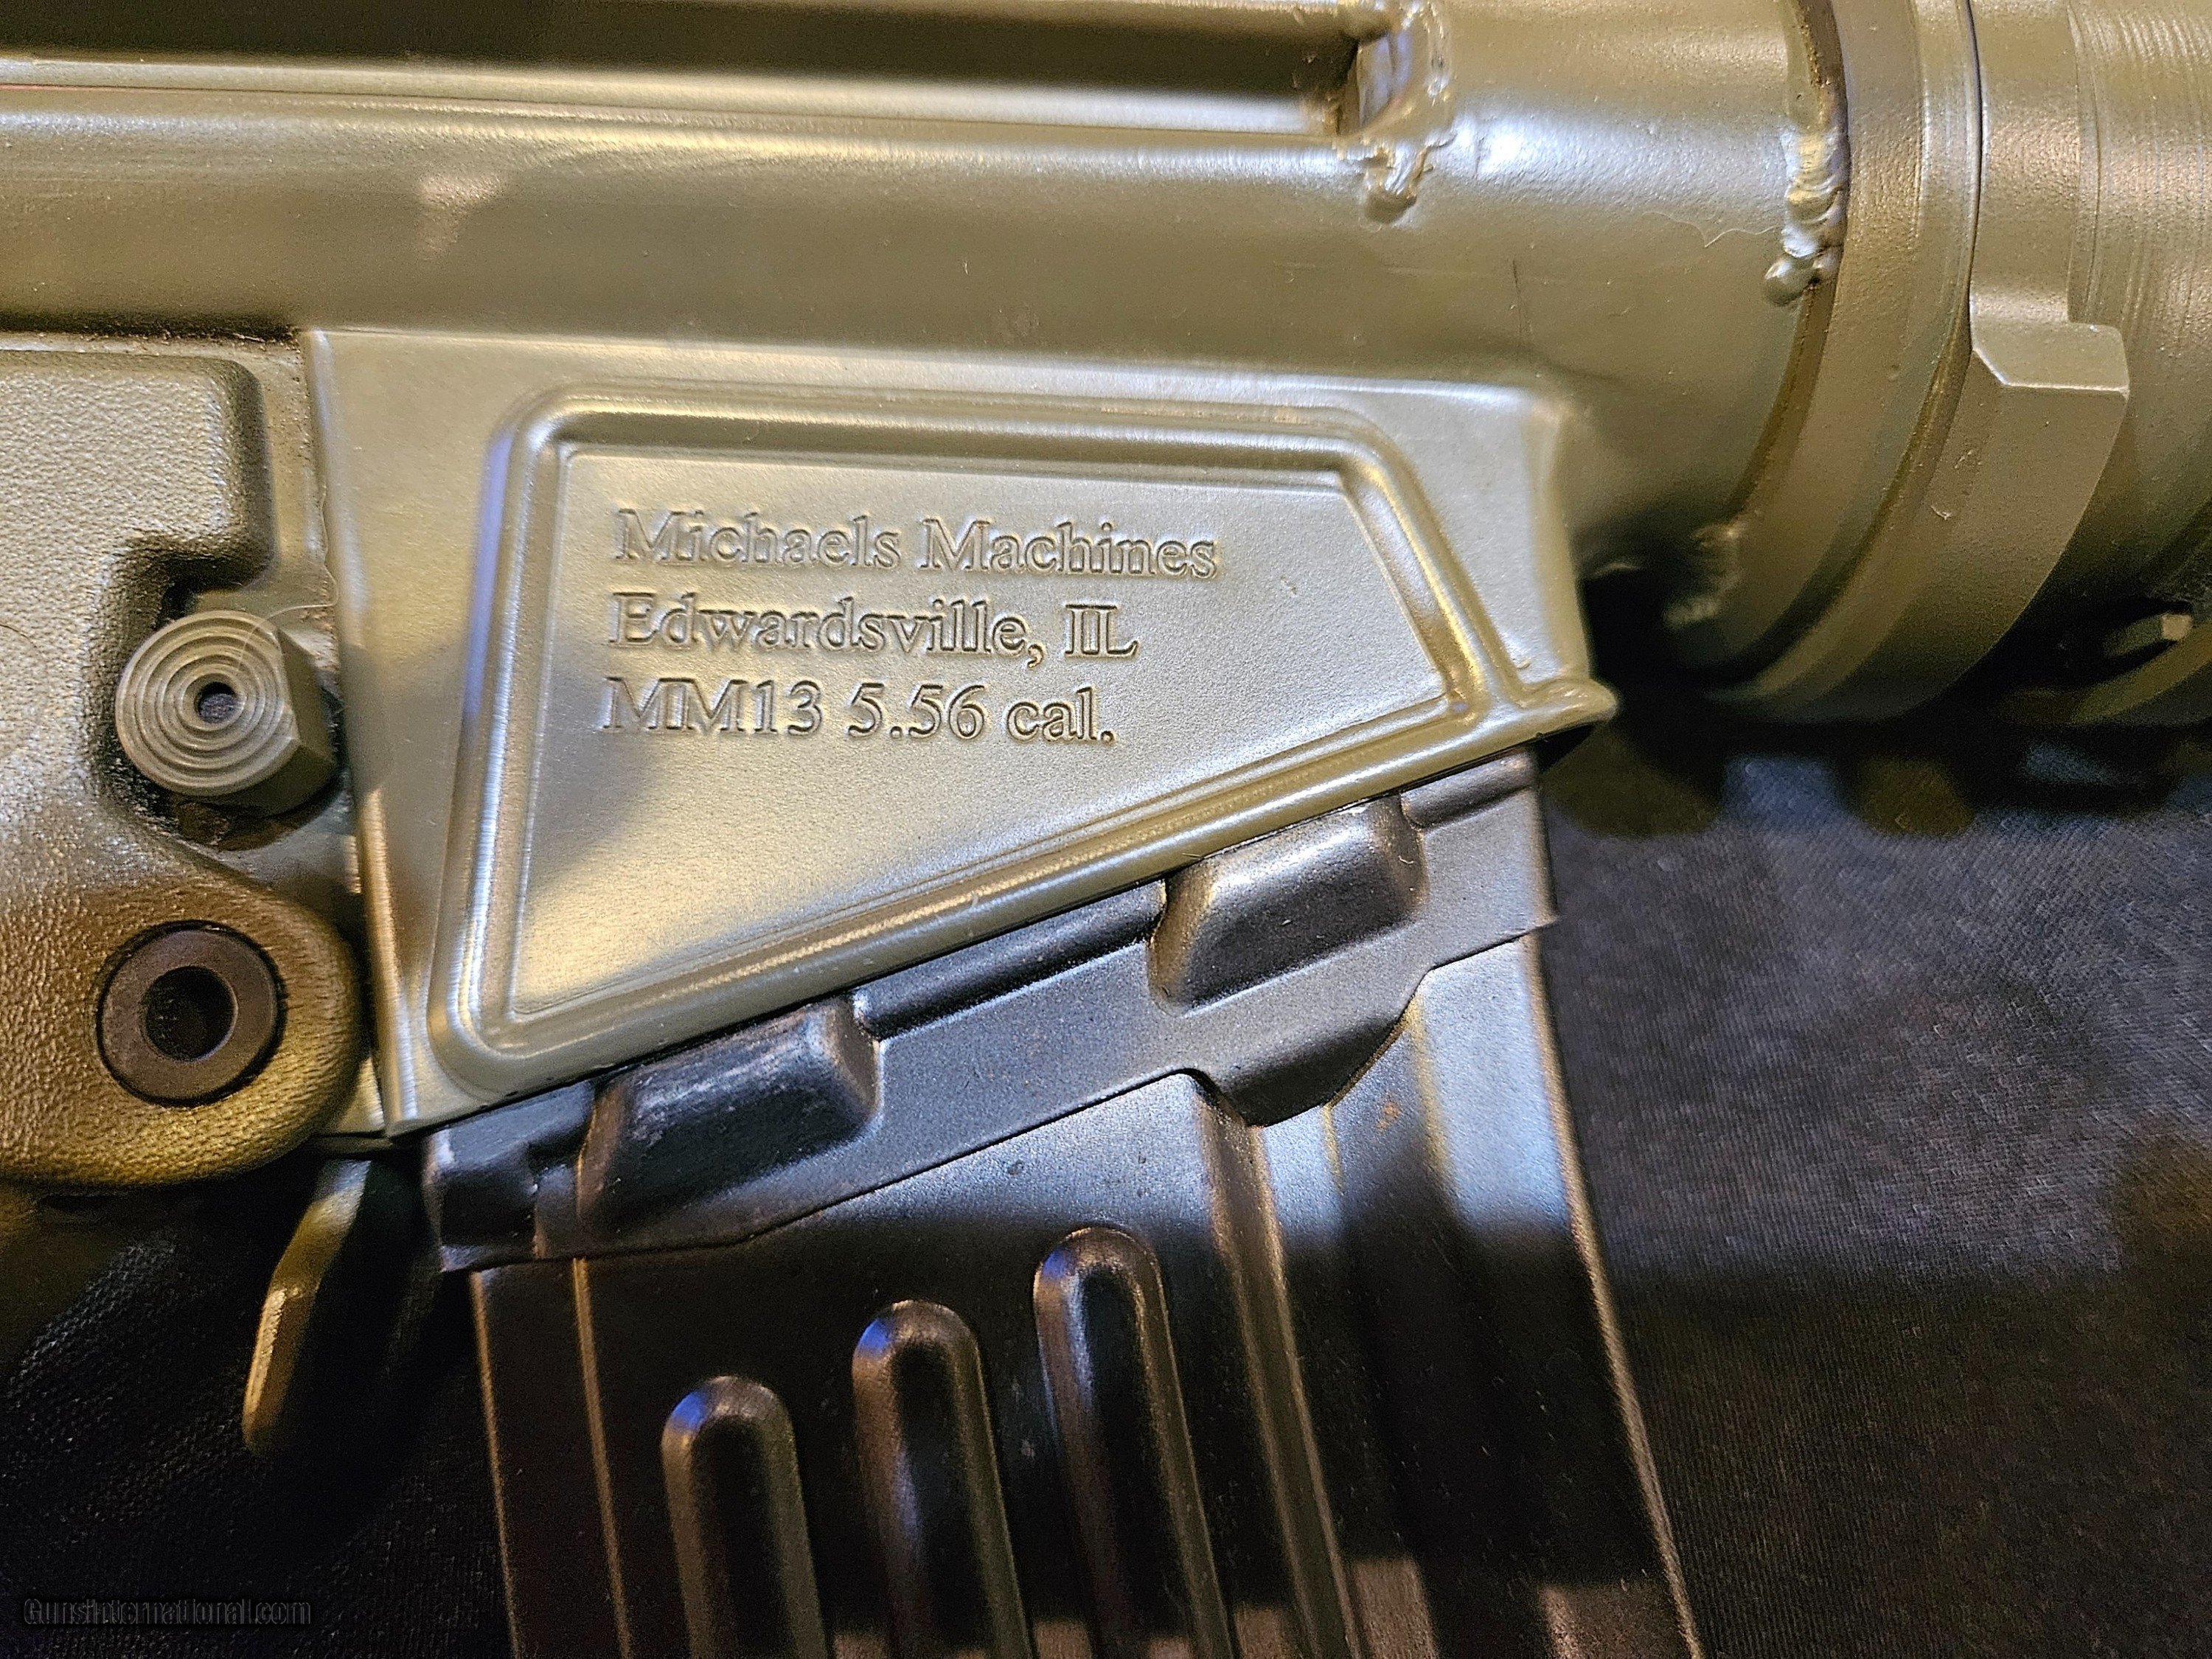 Michaels Machines
Edwardsville, IL
MM13 5.56 cal.
Gunsinternational.com